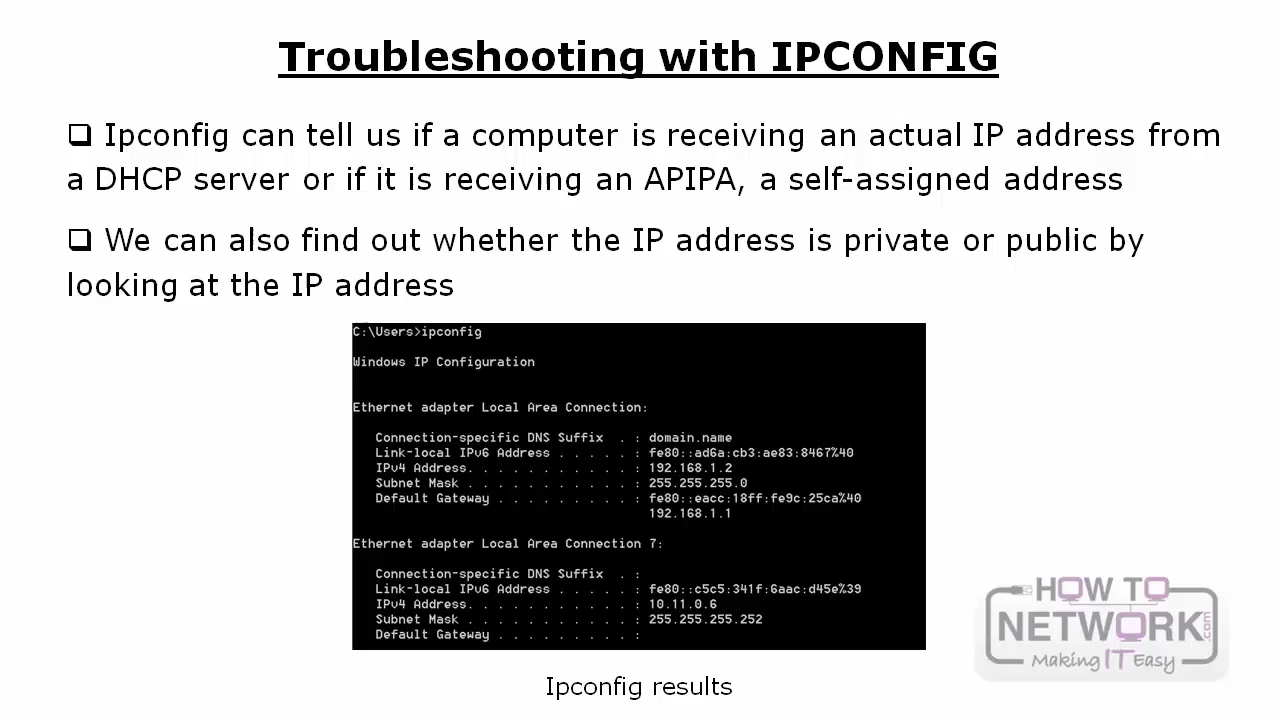 Troubleshooting with IPCONFIG
❑ Ipconfig can tell us if a computer is receiving an actual IP address from
a DHCP server or if it is receiving an APIPA, a self-assigned address
❑ We can also find out whether the IP address is private or public by
looking at the IP address
C:\Users>ipconfig
Windows IP Configuration
Ethernet adapter Local Area Connection:
Connection-specific DNS Suffix . : domain.name
Link-local IPv6 Address . . . . . : fe80::ad6a:cb3:ae83:8467%40
IPv4 Address. . . . . . . . . . . : 192.168.1.2
Subnet Mask . . . . . . . . . . . : 255.255.255.0
Default Gateway . . . . . . . . . : fe80::eacc:18ff:fe9c:25ca%40
192.168.1.1
Ethernet adapter Local Area Connection 7:
Connection-specific DNS Suffix . :
Link-local IPv6 Address . . . . . : fe80::c5c5:341f:6aac:d45e%39
IPv4 Address. . . . . . . . . . . : 10.11.0.6
Subnet Mask . . . . . . . . . . . : 255.255.255.252
Default Gateway . . . . . . . . . :
Ipconfig results
HOW TO
NETWORK.com
Making IT Easy